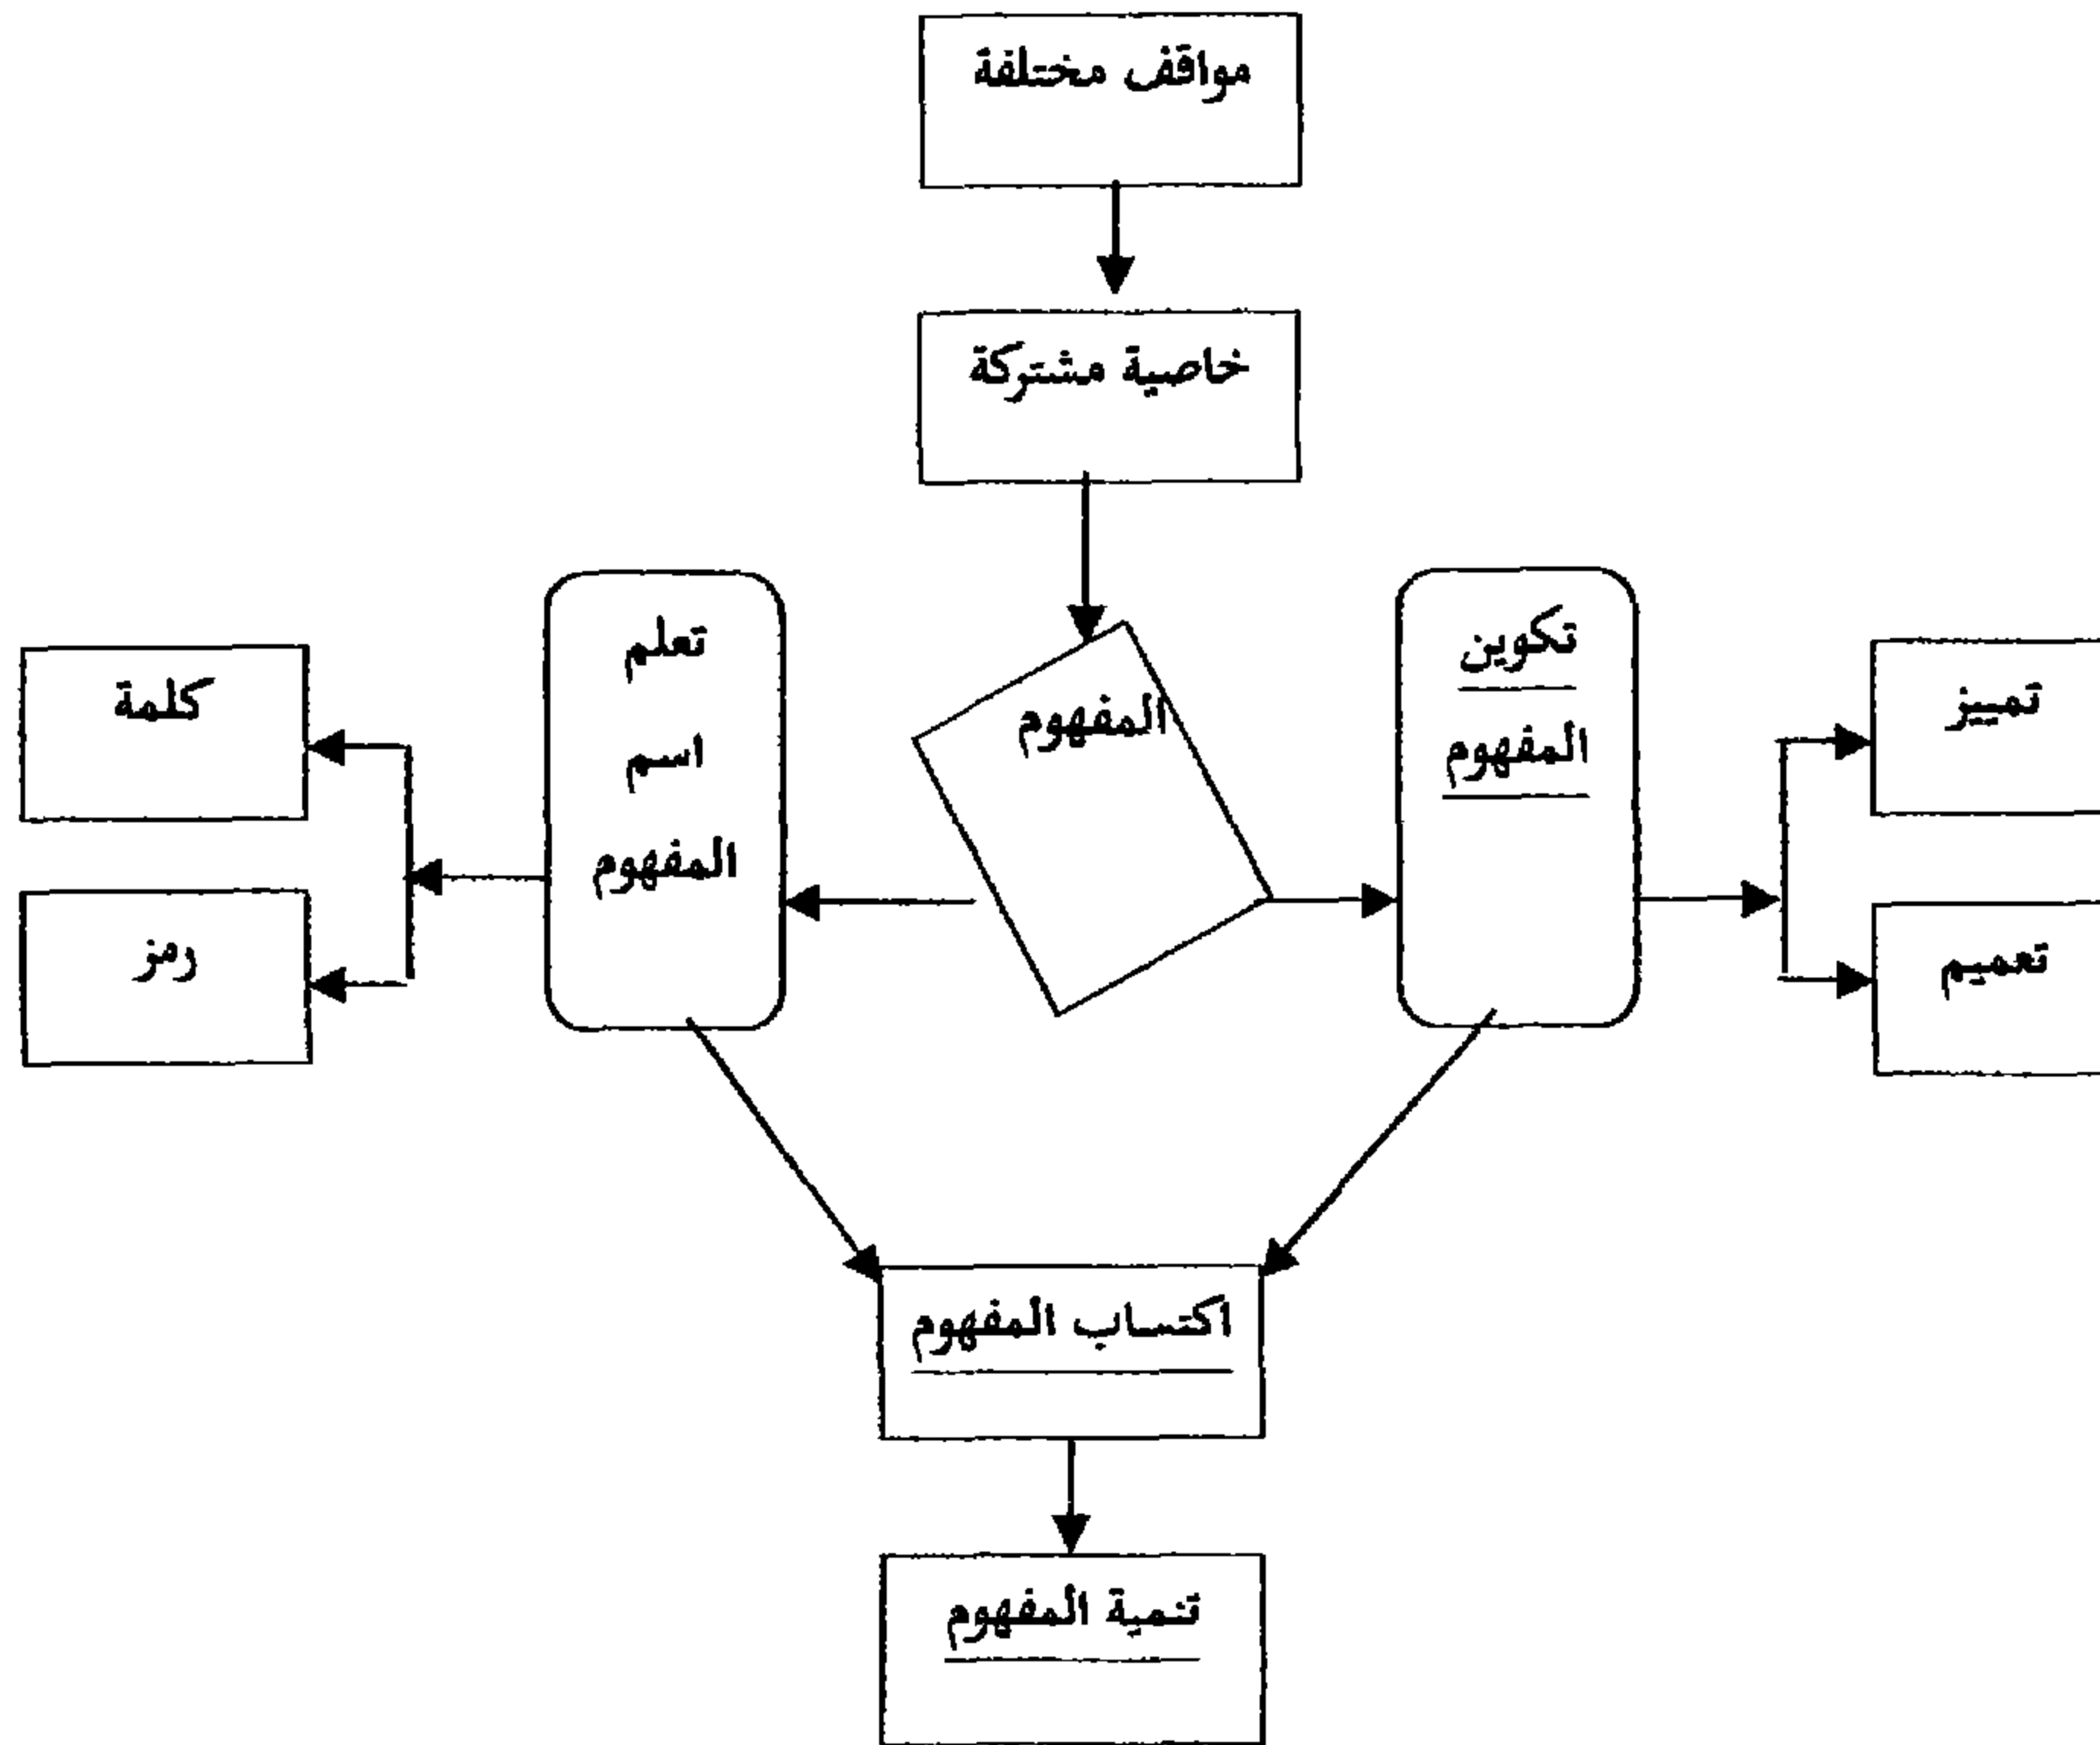 مواقف مختلفة
خاصية مشتركة
المفهوم
تكوين
المفهوم
تميز
تعميم
تعلم
اسم
المفهوم
كلمة
رمز
اكتساب المفهوم
تنمية المفهوم